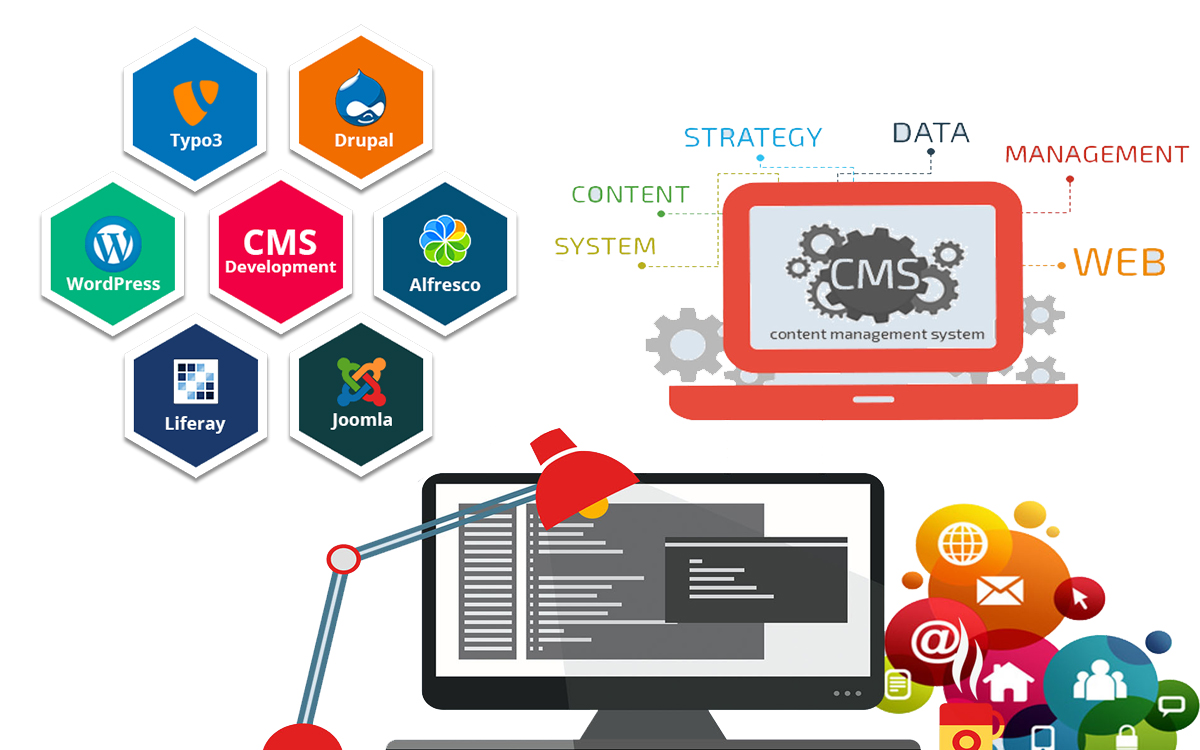 Typo3
Drupal
WordPress
CMS
Development
Alfresco
Liferay
Joomla
STRATEGY
DATA
MANAGEMENT
CONTENT
SYSTEM
WEB
CMS
content management system
@